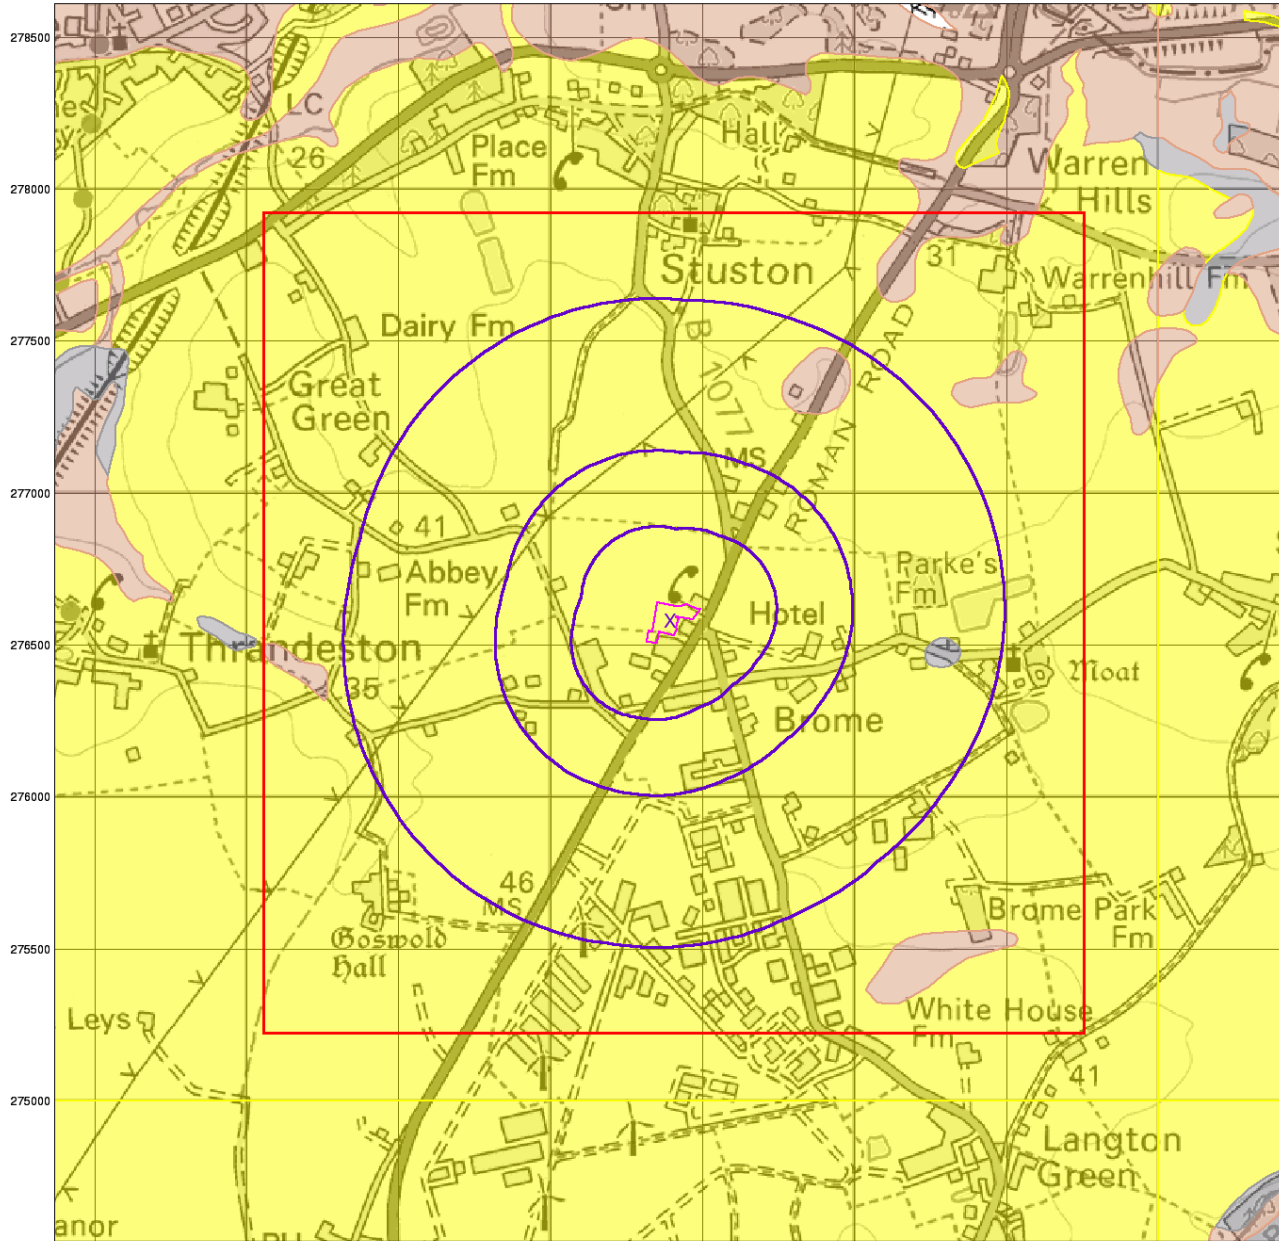 278500
LC
26
Place
Fm
Hall
278000
Warren
Hills
31
Stuston
Warrenhill Fm
Dairy Fm
277500
B 1077
ROMAN ROAD
Great
Green
MS
277000
41
Abbey
Fm
Parke's
Fm
Hotel
276500
Thrandeston
35
Moat
Brome
276000
46
MS
Goswold
Hall
Brome Park
Fm
275500
White House
Fm
Leys
41
275000
Langton
Green
anor